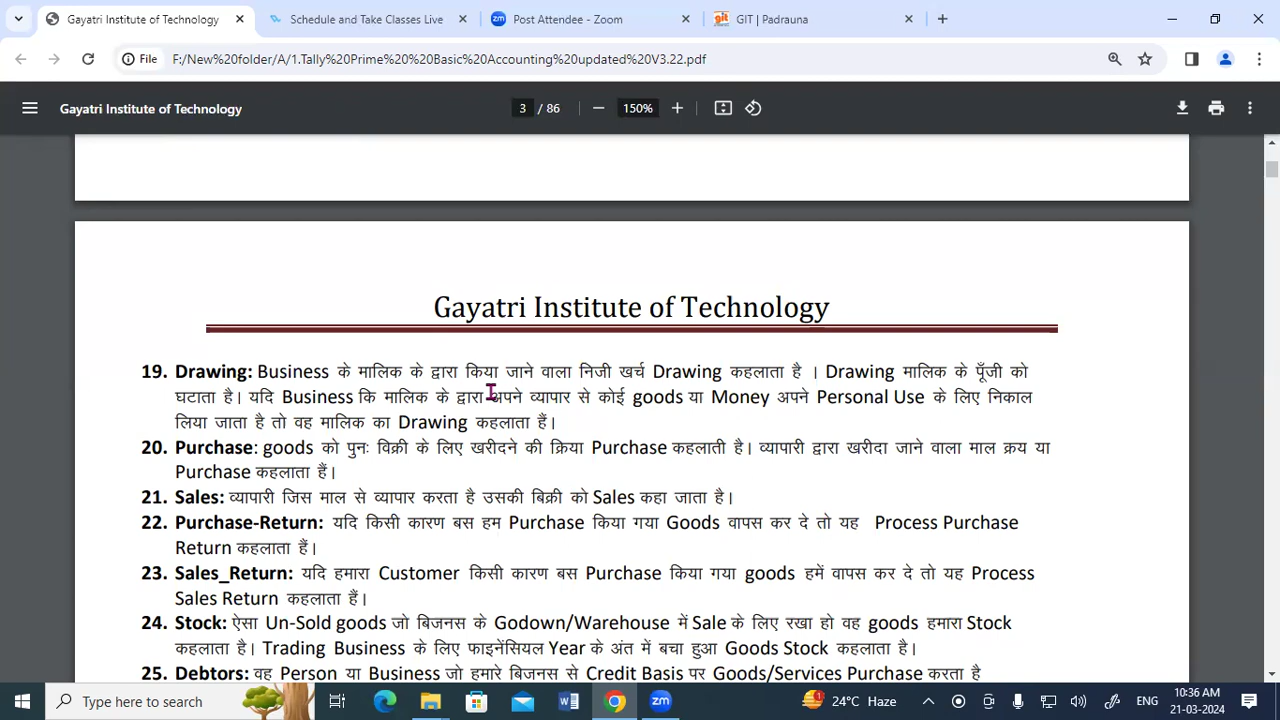 Gayatri Institute of Technology
Schedule and Take Classes Live
Post Attendee - Zoom
GIT | Padrauna
File
F:/New%20folder/A/1.Tally%20Prime%20%20Basic%20Accounting%20updated%20V3.22.pdf
Gayatri Institute of Technology
3 / 86
150%
Gayatri Institute of Technology
19. Drawing: Business के मालिक के द्वारा किया जाने वाला निजी खर्च Drawing कहलाता है । Drawing मालिक के पूँजी को
घटाता है। यदि Business कि मालिक के द्वारा अपने व्यापार से कोई goods या Money अपने Personal Use के लिए निकाल
लिया जाता है तो वह मालिक का Drawing कहलाता हैं।
20. Purchase: goods को पुनः विक्री के लिए खरीदने की क्रिया Purchase कहलाती है। व्यापारी द्वारा खरीदा जाने वाला माल क्रय या
Purchase कहलाता हैं।
21. Sales: व्यापारी जिस माल से व्यापार करता है उसकी बिक्री को Sales कहा जाता है।
22. Purchase-Return: यदि किसी कारण बस हम Purchase किया गया Goods वापस कर दे तो यह Process Purchase
Return कहलाता हैं।
23. Sales_Return: यदि हमारा Customer किसी कारण बस Purchase किया गया goods हमें वापस कर दे तो यह Process
Sales Return कहलाता हैं।
24. Stock: ऐसा Un-Sold goods जो बिजनस के Godown/Warehouse में Sale के लिए रखा हो वह goods हमारा Stock
कहलाता है। Trading Business के लिए फाइनेंसियल Year के अंत में बचा हुआ Goods Stock कहलाता है।
25. Debtors: वह Person या Business जो हमारे बिजनस से Credit Basis पर Goods/Services Purchase करता है
Type here to search
24°C Haze
ENG
10:36 AM
21-03-2024